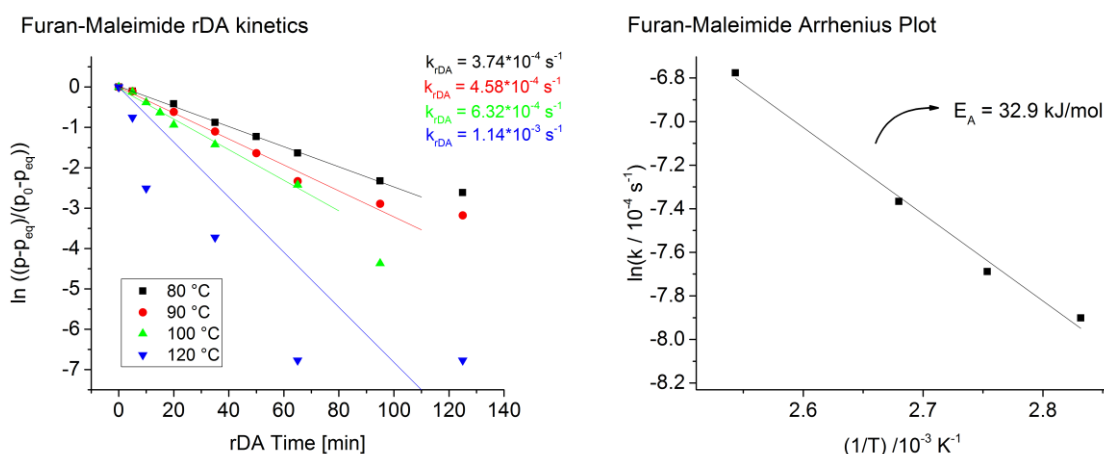 Furan-Maleimide rDA kinetics
k_rDA = 3.74*10^-4 s^-1
k_rDA = 4.58*10^-4 s^-1
k_rDA = 6.32*10^-4 s^-1
k_rDA = 1.14*10^-3 s^-1
ln ((p-p_eq)/(p_0-p_eq))
0
-1
-2
-3
-4
-5
-6
-7
80 °C
90 °C
100 °C
120 °C
0 20 40 60 80 100 120 140
rDA Time [min]
Furan-Maleimide Arrhenius Plot
E_A = 32.9 kJ/mol
ln(k / 10^-4 s^-1)
-6.8
-7.0
-7.2
-7.4
-7.6
-7.8
-8.0
-8.2
2.6 2.7 2.8
(1/T) /10^-3 K^-1